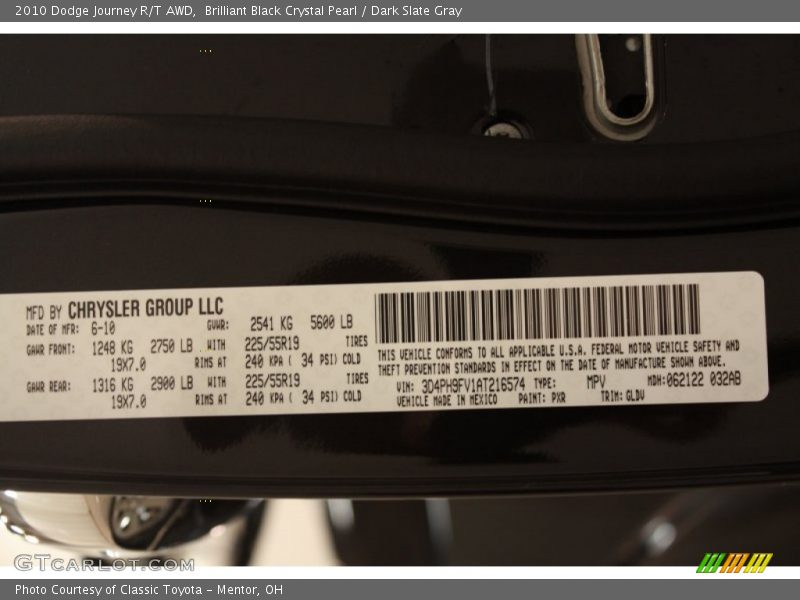 2010 Dodge Journey R/T AWD,  Brilliant Black Crystal Pearl / Dark Slate Gray
MFD BY CHRYSLER GROUP LLC
DATE OF MFR: 6-10 GVWR: 2541 KG 5600 LB
GAWR FRONT: 1248 KG 2750 LB WITH 225/55R19 TIRES
19X7.0 RIMS AT 240 KPA ( 34 PSI) COLD
GAWR REAR: 1316 KG 2900 LB WITH 225/55R19 TIRES
19X7.0 RIMS AT 240 KPA ( 34 PSI) COLD
THIS VEHICLE CONFORMS TO ALL APPLICABLE U.S.A. FEDERAL MOTOR VEHICLE SAFETY AND
THEFT PREVENTION STANDARDS IN EFFECT ON THE DATE OF MANUFACTURE SHOWN ABOVE.
VIN: 3D4PH9FV1AT216574 TYPE: MPV MDH:062122 032AB
VEHICLE MADE IN MEXICO PAINT: PXR TRIM: GLDV
GTCARLOT.COM
Photo Courtesy of Classic Toyota - Mentor, OH